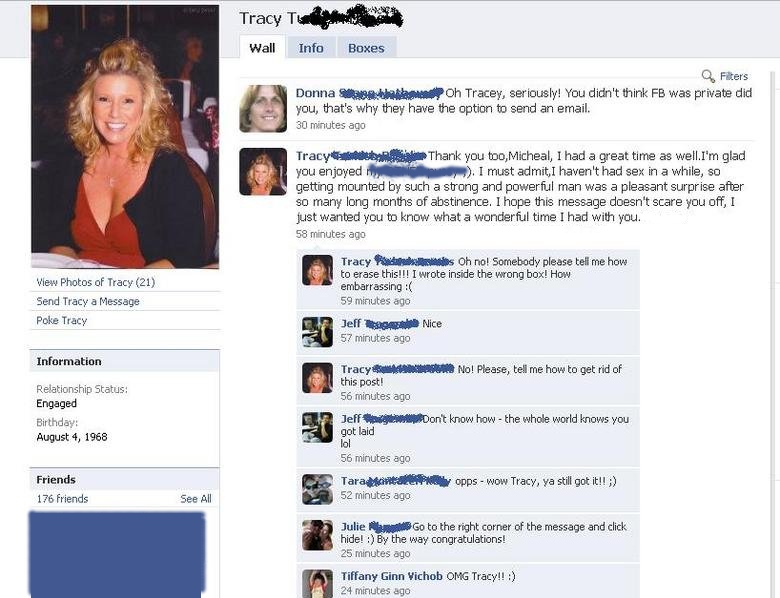 Tracy
Wall
Info
Boxes
Filters
Donna Oh Tracey, seriously! You didn't think FB was private did
you, that's why they have the option to send an email.
30 minutes ago
Tracy Thank you too,Micheal, I had a great time as well.I'm glad
you enjoyed ). I must admit,I haven't had sex in a while, so
getting mounted by such a strong and powerful man was a pleasant surprise after
so many long months of abstinence. I hope this message doesn't scare you off, I
just wanted you to know what a wonderful time I had with you.
58 minutes ago
Tracy Oh no! Somebody please tell me how
to erase this!!! I wrote inside the wrong box! How
embarrassing :(
59 minutes ago
Jeff Nice
57 minutes ago
Tracy No! Please, tell me how to get rid of
this post!
56 minutes ago
Jeff Don't know how - the whole world knows you
got laid
lol
56 minutes ago
Tara opps - wow Tracy, ya still got it!! ;)
52 minutes ago
Julie Go to the right corner of the message and click
hide! :) By the way congratulations!
25 minutes ago
Tiffany Ginn Vichob OMG Tracy!! :)
24 minutes ago
View Photos of Tracy (21)
Send Tracy a Message
Poke Tracy
Information
Relationship Status:
Engaged
Birthday:
August 4, 1968
Friends
176 friends
See All